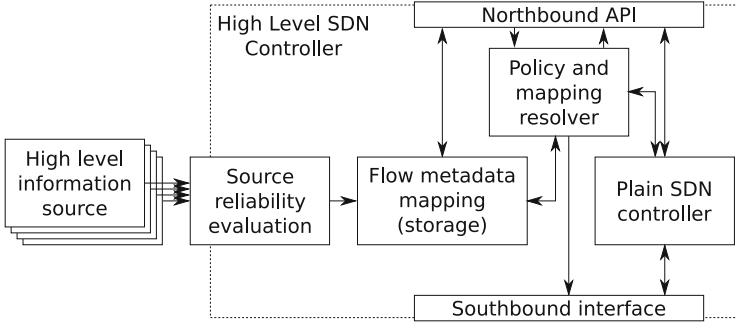 High Level SDN
Controller
Northbound API
Policy and
mapping
resolver
High level
information
source
Source
reliability
evaluation
Flow metadata
mapping
(storage)
Plain SDN
controller
Southbound interface